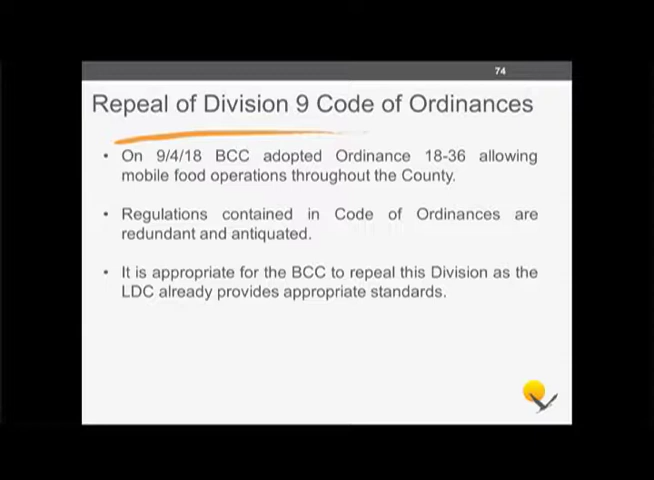 74
Repeal of Division 9 Code of Ordinances
• On 9/4/18 BCC adopted Ordinance 18-36 allowing
mobile food operations throughout the County.
• Regulations contained in Code of Ordinances are
redundant and antiquated.
• It is appropriate for the BCC to repeal this Division as the
LDC already provides appropriate standards.